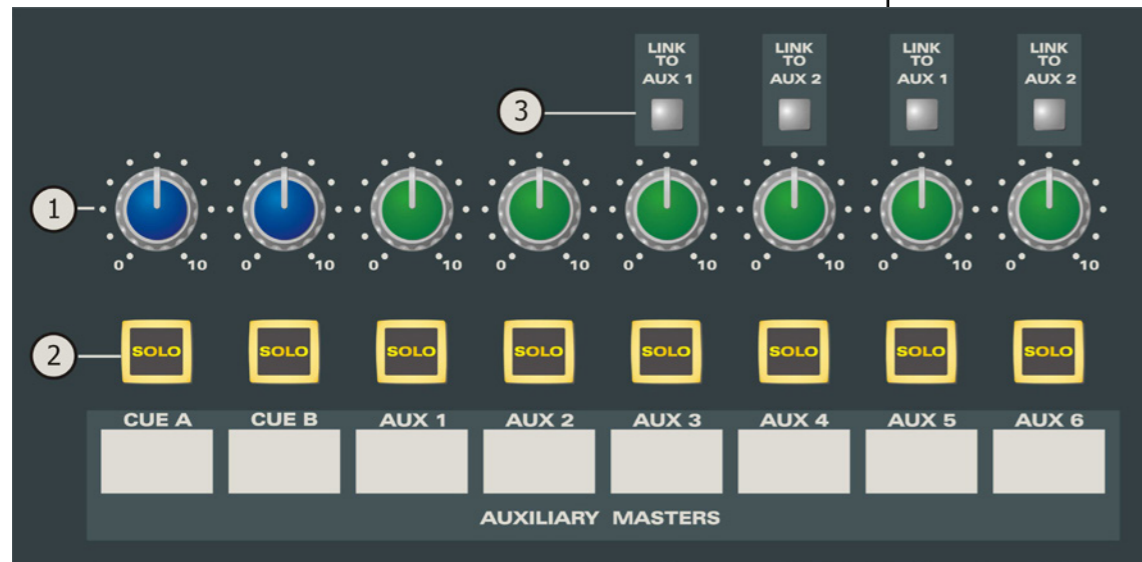 LINK TO AUX 1
LINK TO AUX 2
LINK TO AUX 1
LINK TO AUX 2
3
1
0 10 0 10 0 10 0 10 0 10 0 10 0 10 0 10
2
SOLO SOLO SOLO SOLO SOLO SOLO SOLO SOLO
CUE A CUE B AUX 1 AUX 2 AUX 3 AUX 4 AUX 5 AUX 6
AUXILIARY MASTERS